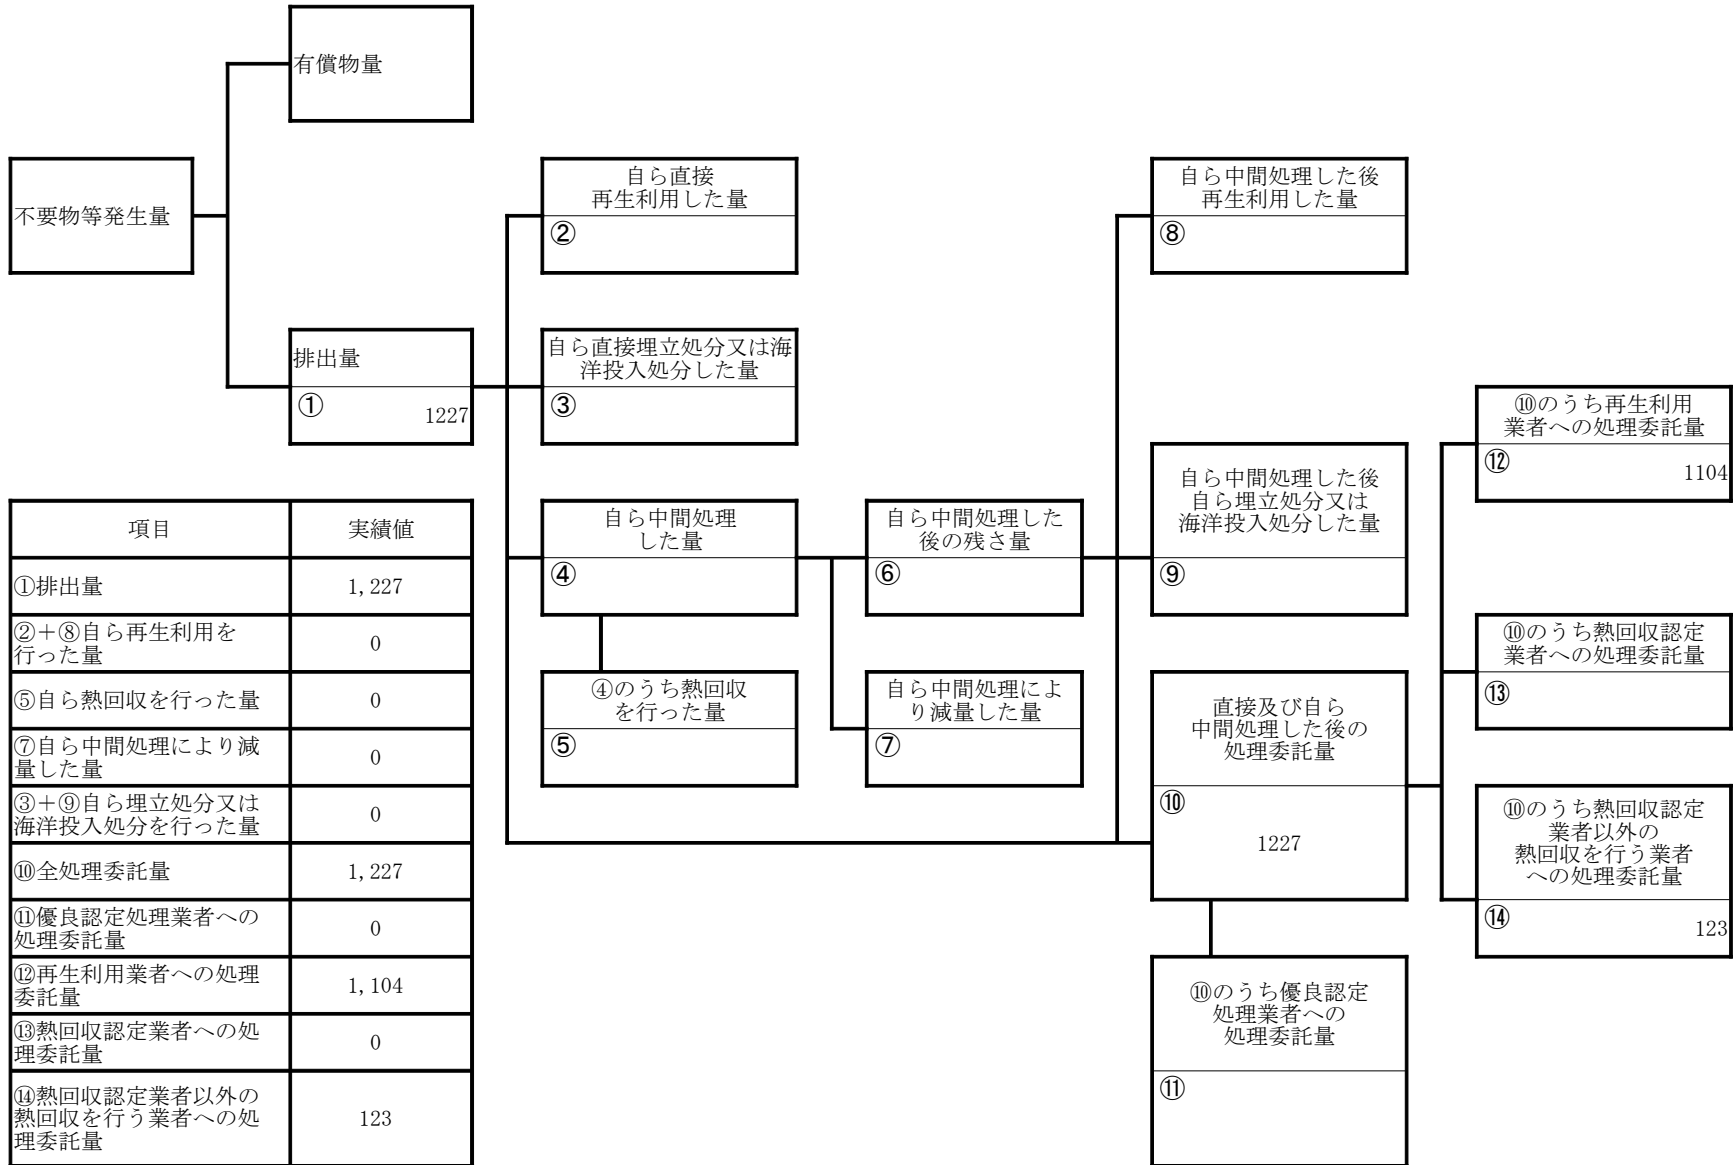 有償物量
不要物等発生量
自ら直接
再生利用した量
②
自ら中間処理した後
再生利用した量
⑧
排出量
① 1227
自ら直接埋立処分又は海
洋投入処分した量
③
⑩のうち再生利用
業者への処理委託量
⑫ 1104
自ら中間処理
した量
④
自ら中間処理した
後の残さ量
⑥
自ら中間処理した後
自ら埋立処分又は
海洋投入処分した量
⑨
⑩のうち熱回収認定
業者への処理委託量
⑬
④のうち熱回収
を行った量
⑤
自ら中間処理によ
り減量した量
⑦
直接及び自ら
中間処理した後の
処理委託量
⑩
1227
⑩のうち熱回収認定
業者以外の
熱回収を行う業者
への処理委託量
⑭ 123
⑩のうち優良認定
処理業者への
処理委託量
⑪
項目 実績値
①排出量 1,227
②＋⑧自ら再生利用を
行った量 0
⑤自ら熱回収を行った量 0
⑦自ら中間処理により減
量した量 0
③＋⑨自ら埋立処分又は
海洋投入処分を行った量 0
⑩全処理委託量 1,227
⑪優良認定処理業者への
処理委託量 0
⑫再生利用業者への処理
委託量 1,104
⑬熱回収認定業者への処
理委託量 0
⑭熱回収認定業者以外の
熱回収を行う業者への処
理委託量 123